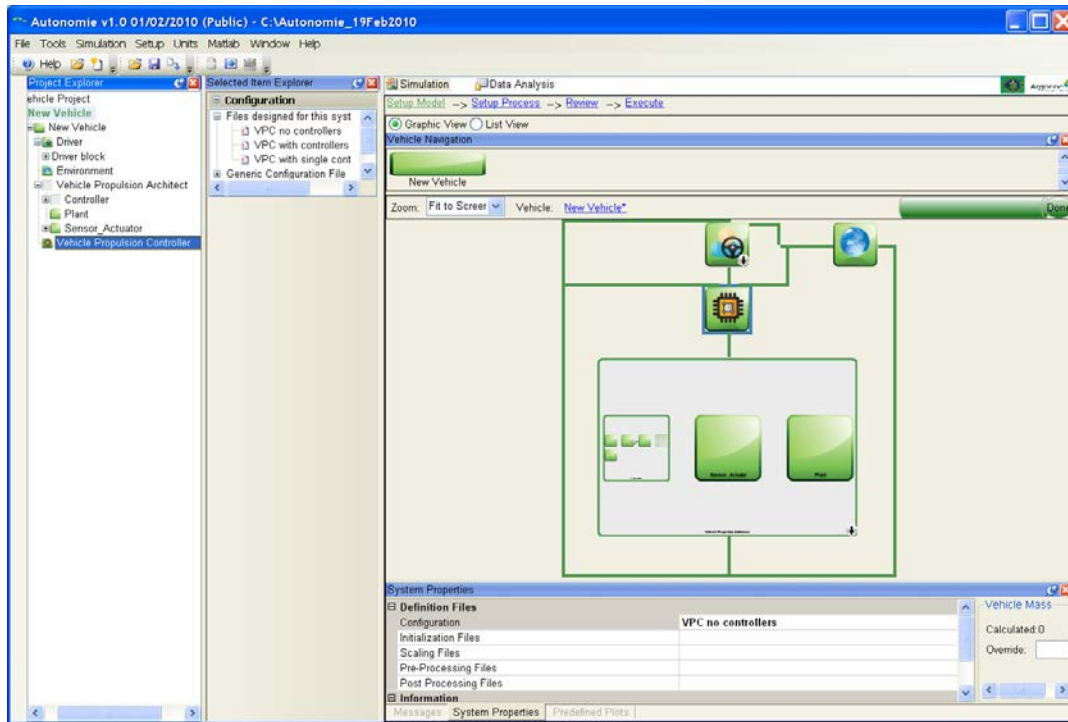 Autonomie v1.0 01/02/2010 (Public) - C:\Autonomie_19Feb2010
File Tools Simulation Setup Units Matlab Window Help
Help
Project Explorer
ehicle Project
New Vehicle
New Vehicle
Driver
Driver block
Environment
Vehicle Propulsion Architect
Controller
Plant
Sensor_Actuator
Vehicle Propulsion Controller
Selected Item Explorer
Configuration
Files designed for this syst
VPC no controllers
VPC with controllers
VPC with single cont
Generic Configuration File
Simulation Data Analysis
Setup Model -> Setup Process -> Review -> Execute
Graphic View List View
Vehicle Navigation
New Vehicle
Zoom: Fit to Screer Vehicle: New Vehicle* Done
Plant
System Properties
Definition Files
Configuration VPC no controllers
Initialization Files
Scaling Files
Pre-Processing Files
Post Processing Files
Information
Vehicle Mass
Calculated:0
Override:
Messages System Properties Predefined Plots